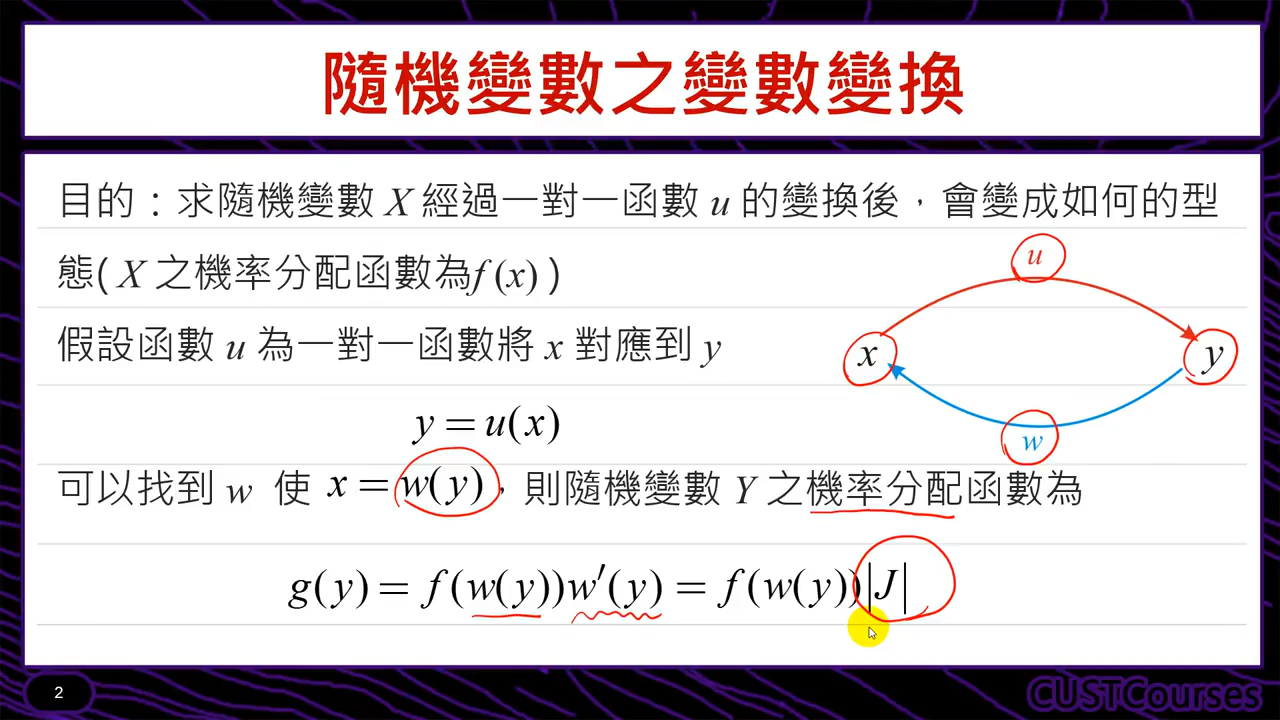 隨機變數之變數變換
目的：求隨機變數 X 經過一對一函數 u 的變換後，會變成如何的型
態( X 之機率分配函數為f (x) )
假設函數 u 為一對一函數將 x 對應到 y
u
x
y
w
y = u(x)
可以找到 w 使 x = w(y)，則隨機變數 Y 之機率分配函數為
g(y) = f(w(y))w′(y) = f(w(y))|J|
2
CUSTCourses